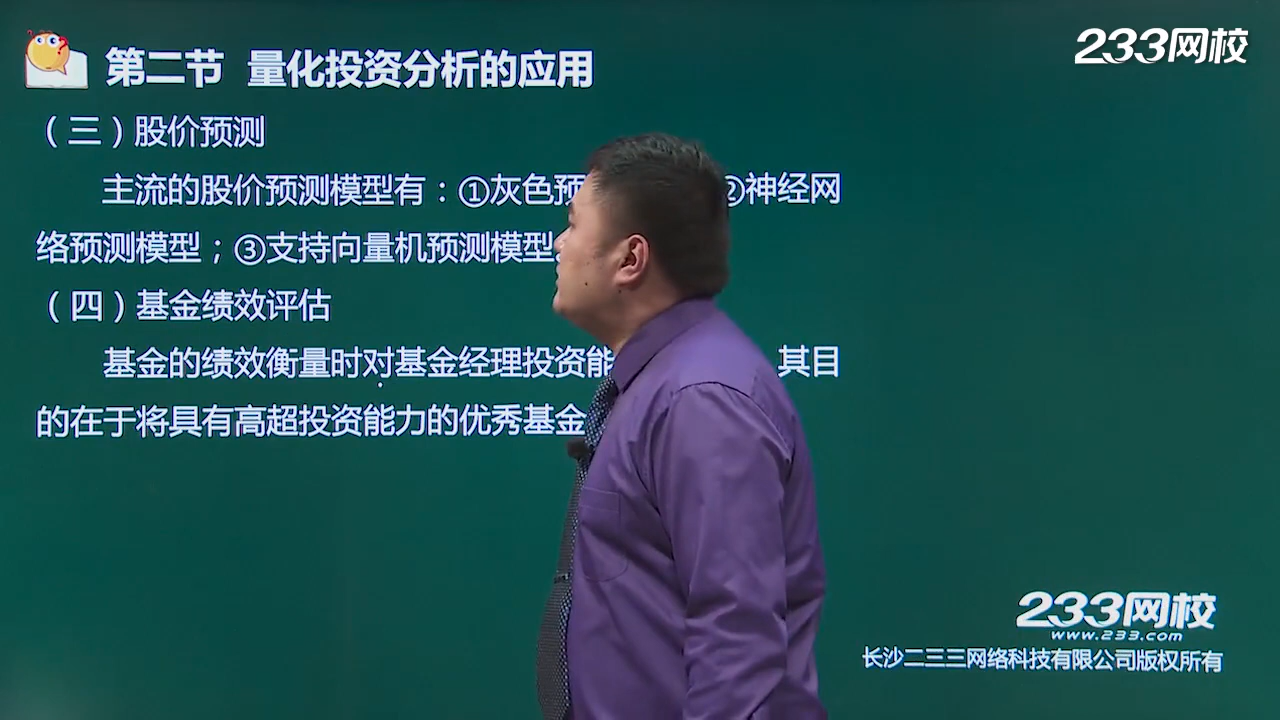 第二节 量化投资分析的应用
233网校
（三）股价预测
主流的股价预测模型有：①灰色预 ②神经网
络预测模型；③支持向量机预测模型。
（四）基金绩效评估
基金的绩效衡量时对基金经理投资能 其目
的在于将具有高超投资能力的优秀基金
233网校
www.233.com
长沙二三三网络科技有限公司版权所有